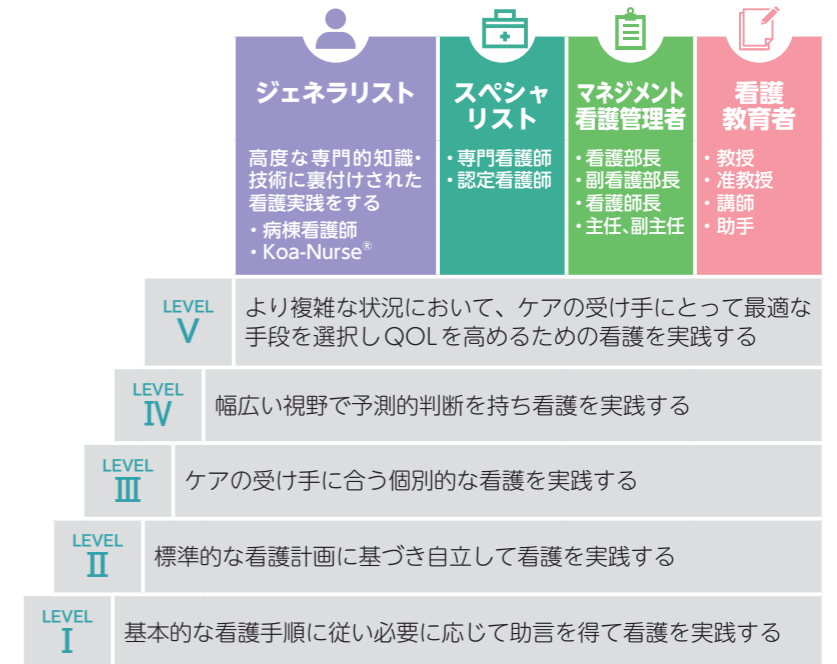 ジェネラリスト
高度な専門的知識・
技術に裏付けされた
看護実践をする
・病棟看護師
・Koa-Nurse®
スペシャ
リスト
・専門看護師
・認定看護師
マネジメント
看護管理者
・看護部長
・副看護部長
・看護師長
・主任、副主任
看護
教育者
・教授
・准教授
・講師
・助手
LEVEL
Ⅴ
より複雑な状況において、ケアの受け手にとって最適な
手段を選択しQOLを高めるための看護を実践する
LEVEL
Ⅳ
幅広い視野で予測的判断を持ち看護を実践する
LEVEL
Ⅲ
ケアの受け手に合う個別的な看護を実践する
LEVEL
Ⅱ
標準的な看護計画に基づき自立して看護を実践する
LEVEL
Ⅰ
基本的な看護手順に従い必要に応じて助言を得て看護を実践する